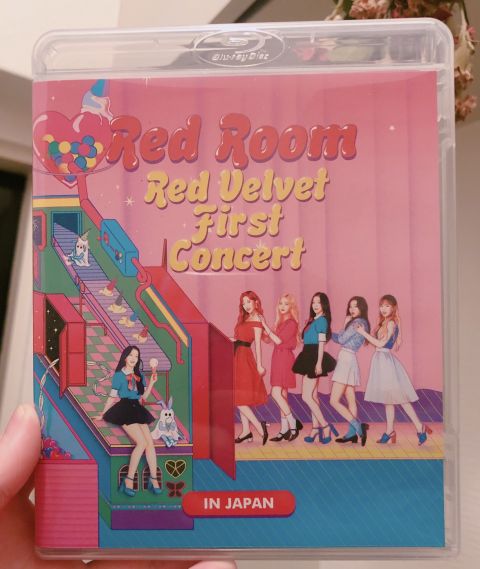 Blu-ray Disc
Red Room
Red Velvet
First
Concert
IN JAPAN